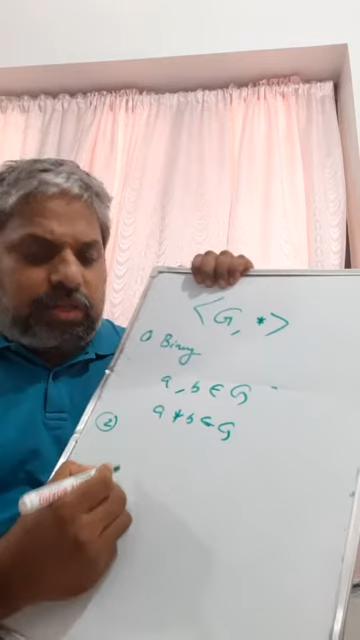 <G, *>
① Binary
a, b ∈ G
② a * b ∈ G